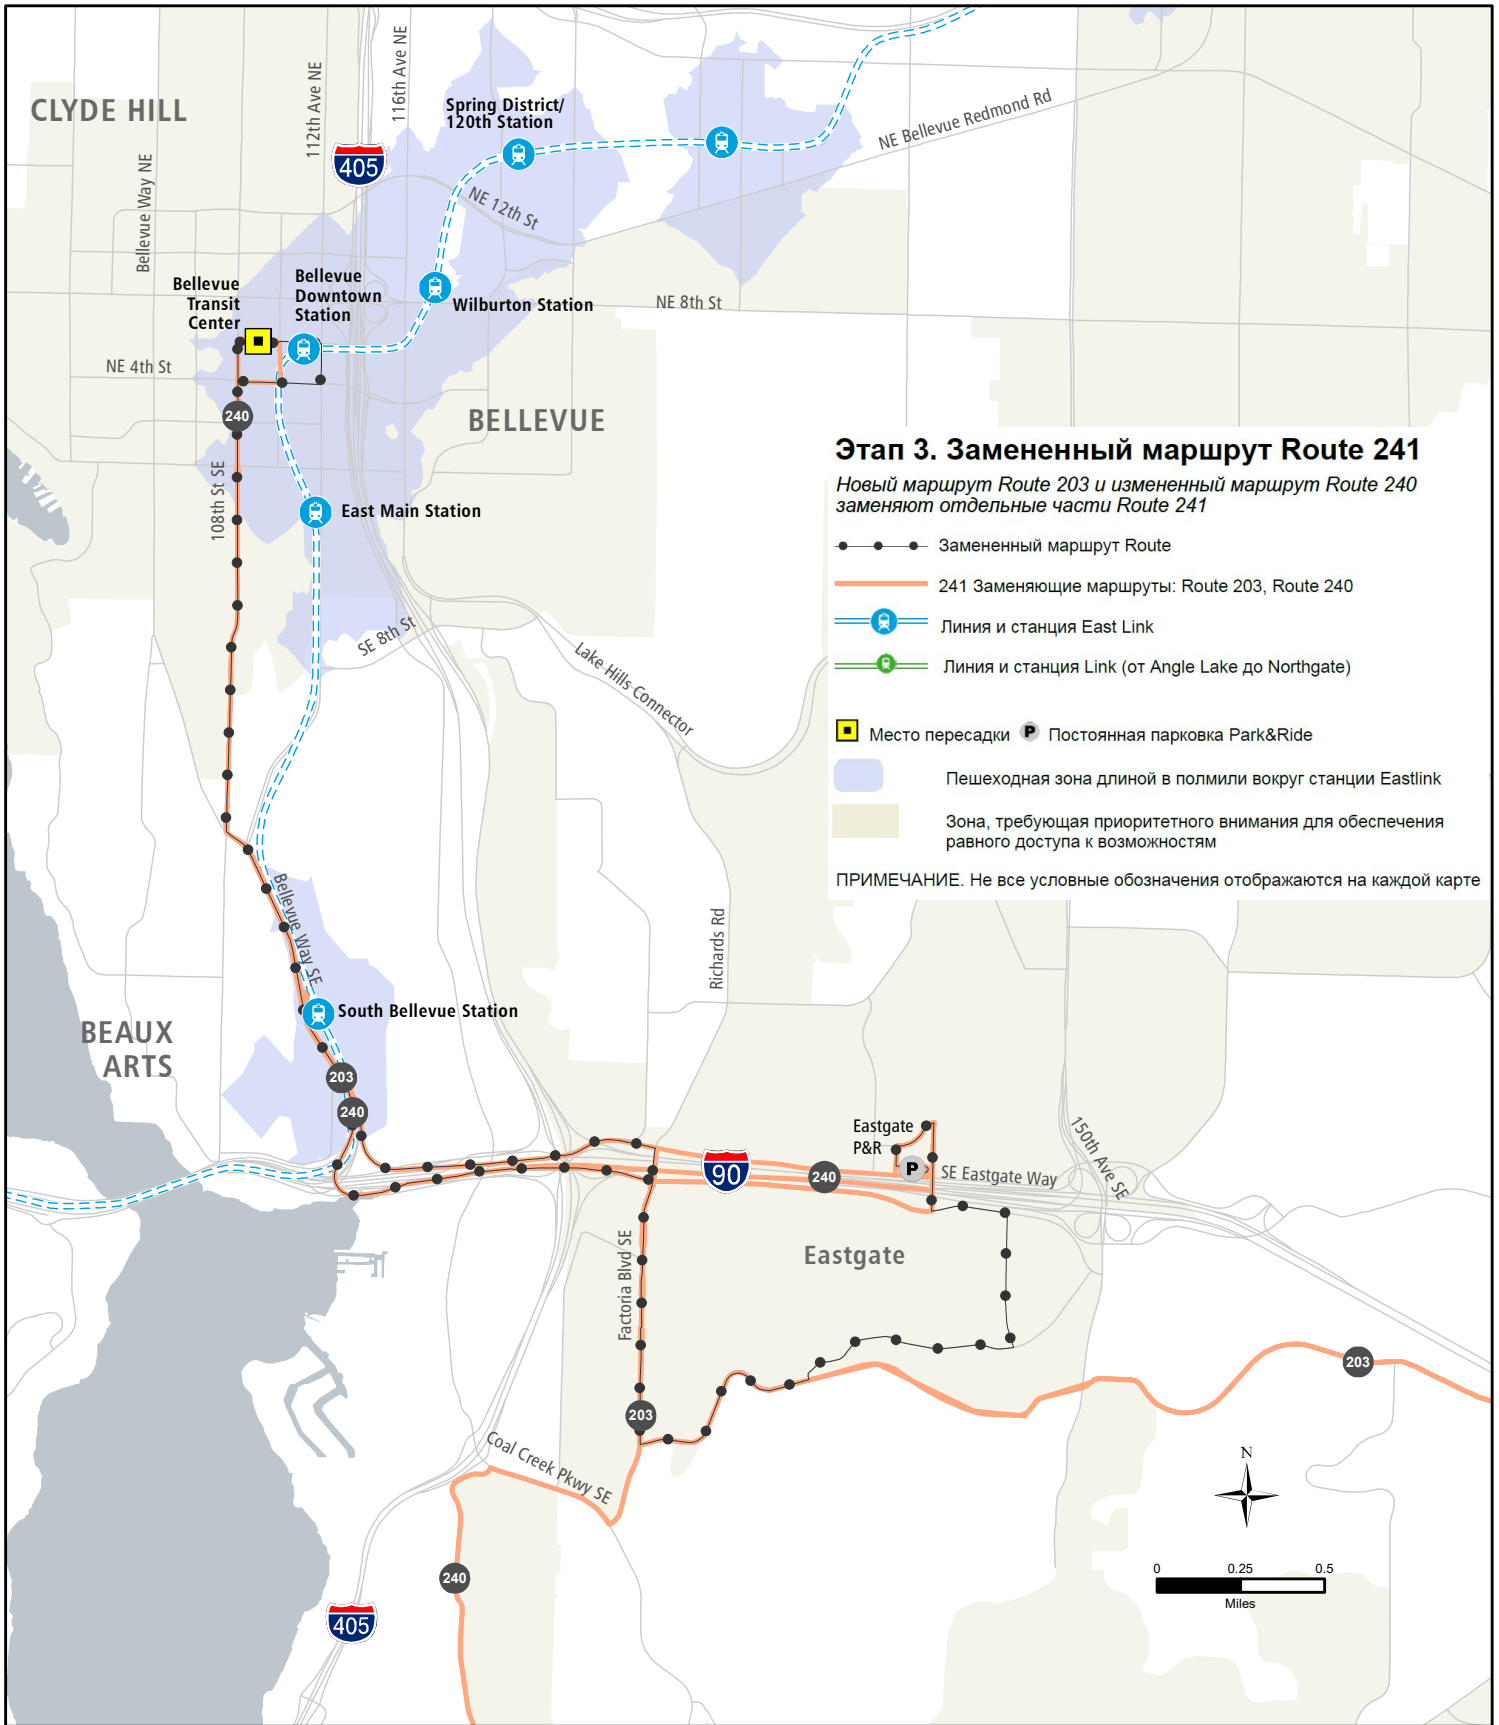 CLYDE HILL
Bellevue Way NE
112th Ave NE
116th Ave NE
405
Spring District/
120th Station
NE Bellevue Redmond Rd
NE 12th St
Bellevue
Transit
Center
Bellevue
Downtown
Station
Wilburton Station
NE 8th St
NE 4th St
240
BELLEVUE
108th St SE
East Main Station
SE 8th St
Lake Hills Connector
Этап 3. Замененный маршрут Route 241
Новый маршрут Route 203 и измененный маршрут Route 240
заменяют отдельные части Route 241
Замененный маршрут Route
241 Заменяющие маршруты: Route 203, Route 240
Линия и станция East Link
Линия и станция Link (от Angle Lake до Northgate)
Место пересадки
P
Постоянная парковка Park&Ride
Пешеходная зона длиной в полмили вокруг станции Eastlink
Зона, требующая приоритетного внимания для обеспечения
равного доступа к возможностям
ПРИМЕЧАНИЕ. Не все условные обозначения отображаются на каждой карте
Bellevue Way SE
Richards Rd
South Bellevue Station
BEAUX
ARTS
203
240
Eastgate
P&R
P
90
240
SE Eastgate Way
150th Ave SE
Factoria Blvd SE
Eastgate
203
203
Coal Creek Pkwy SE
240
405
N
0 0.25 0.5
Miles